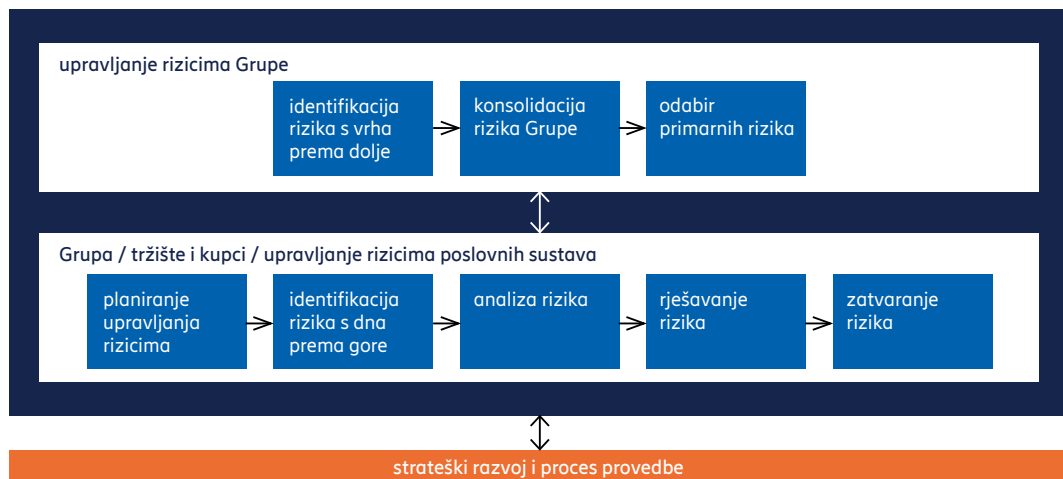 upravljanje rizicima Grupe
identifikacija
rizika s vrha
prema dolje
konsolidacija
rizika Grupe
odabir
primarnih rizika
Grupa / tržište i kupci / upravljanje rizicima poslovnih sustava
planiranje
upravljanja
rizicima
identifikacija
rizika s dna
prema gore
analiza rizika
rješavanje
rizika
zatvaranje
rizika
strateški razvoj i proces provedbe